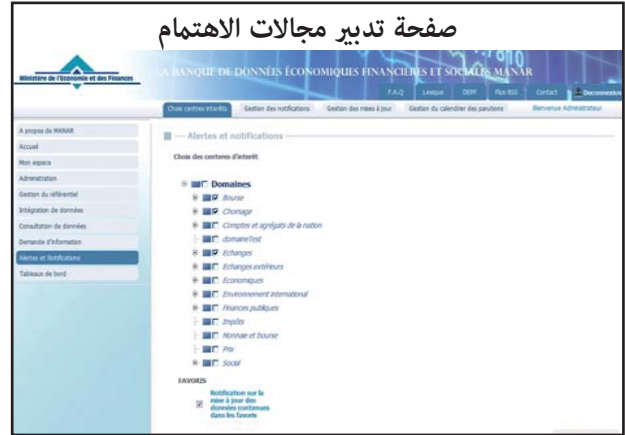 صفحة تدبير مجالات الاهتمام
Ministère de l'Economie et des Finances
LA BANQUE DE DONNÉES ÉCONOMIQUES FINANCIÈRES ET SOCIALES MANAR
F.A.Q Lexique DEPF Flux RSS Contact Deconnexion
Choix centres intérêts Gestion des notifications Gestion des mises à jour Gestion du calendrier des parutions Bienvenue Administrateur
A propos de MANAR
Accueil
Mon espace
Administration
Gestion du référentiel
Intégration de données
Consultation de données
Demande d'information
Alertes et Notifications
Tableaux de bord
Alertes et notifications
Choix des centres d'interêt
Domaines
Bourse
Chomage
Comptes et agrégats de la nation
domaineTest
Echanges
Echanges extérieurs
Economiques
Environnement international
Finances publiques
Impôts
Monnaie et bourse
Prix
Social
FAVORIS
Notification sur la
mise à jour des
données contenues
dans les favoris